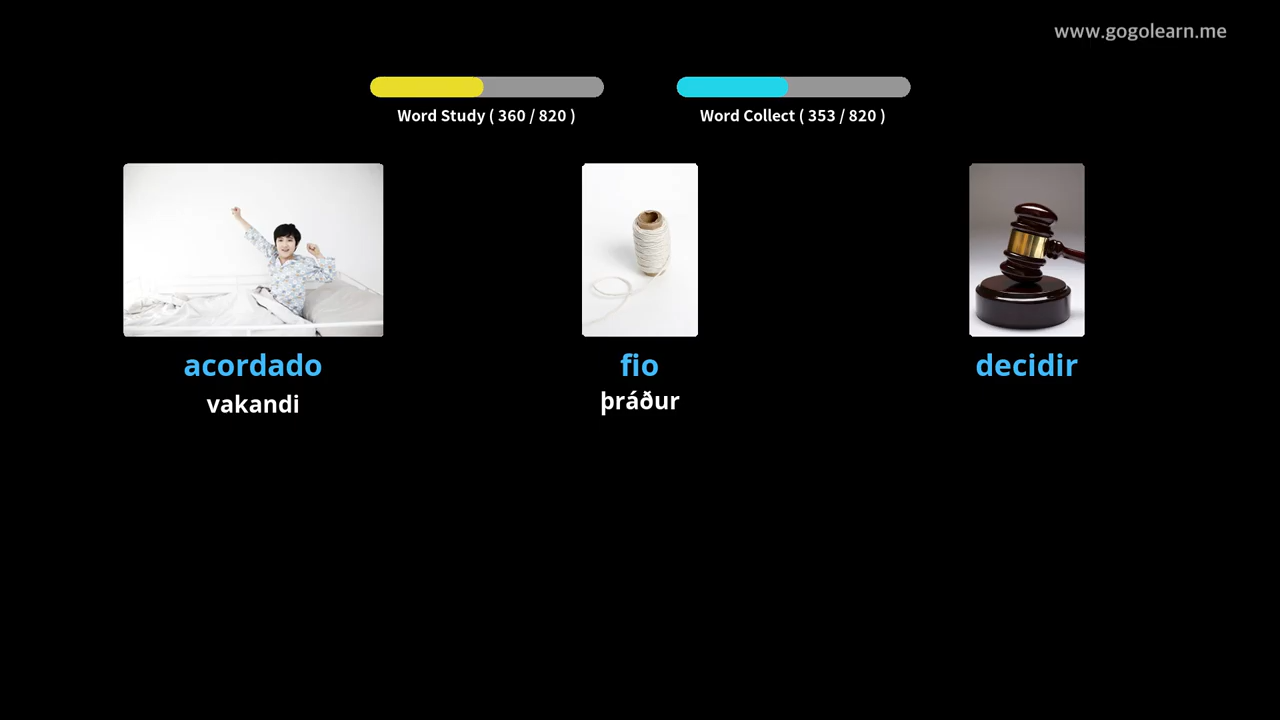 www.gogolearn.me
Word Study ( 360 / 820 )
Word Collect ( 353 / 820 )
acordado
vakandi
fio
þráður
decidir